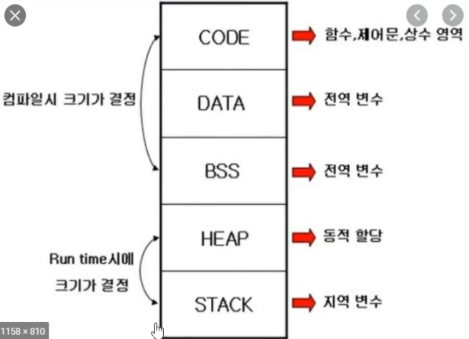 CODE
함수,제어문,상수 영역
컴파일시 크기가 결정
DATA
전역 변수
BSS
전역 변수
HEAP
동적 할당
Run time시에
크기가 결정
STACK
지역 변수
1158 × 810